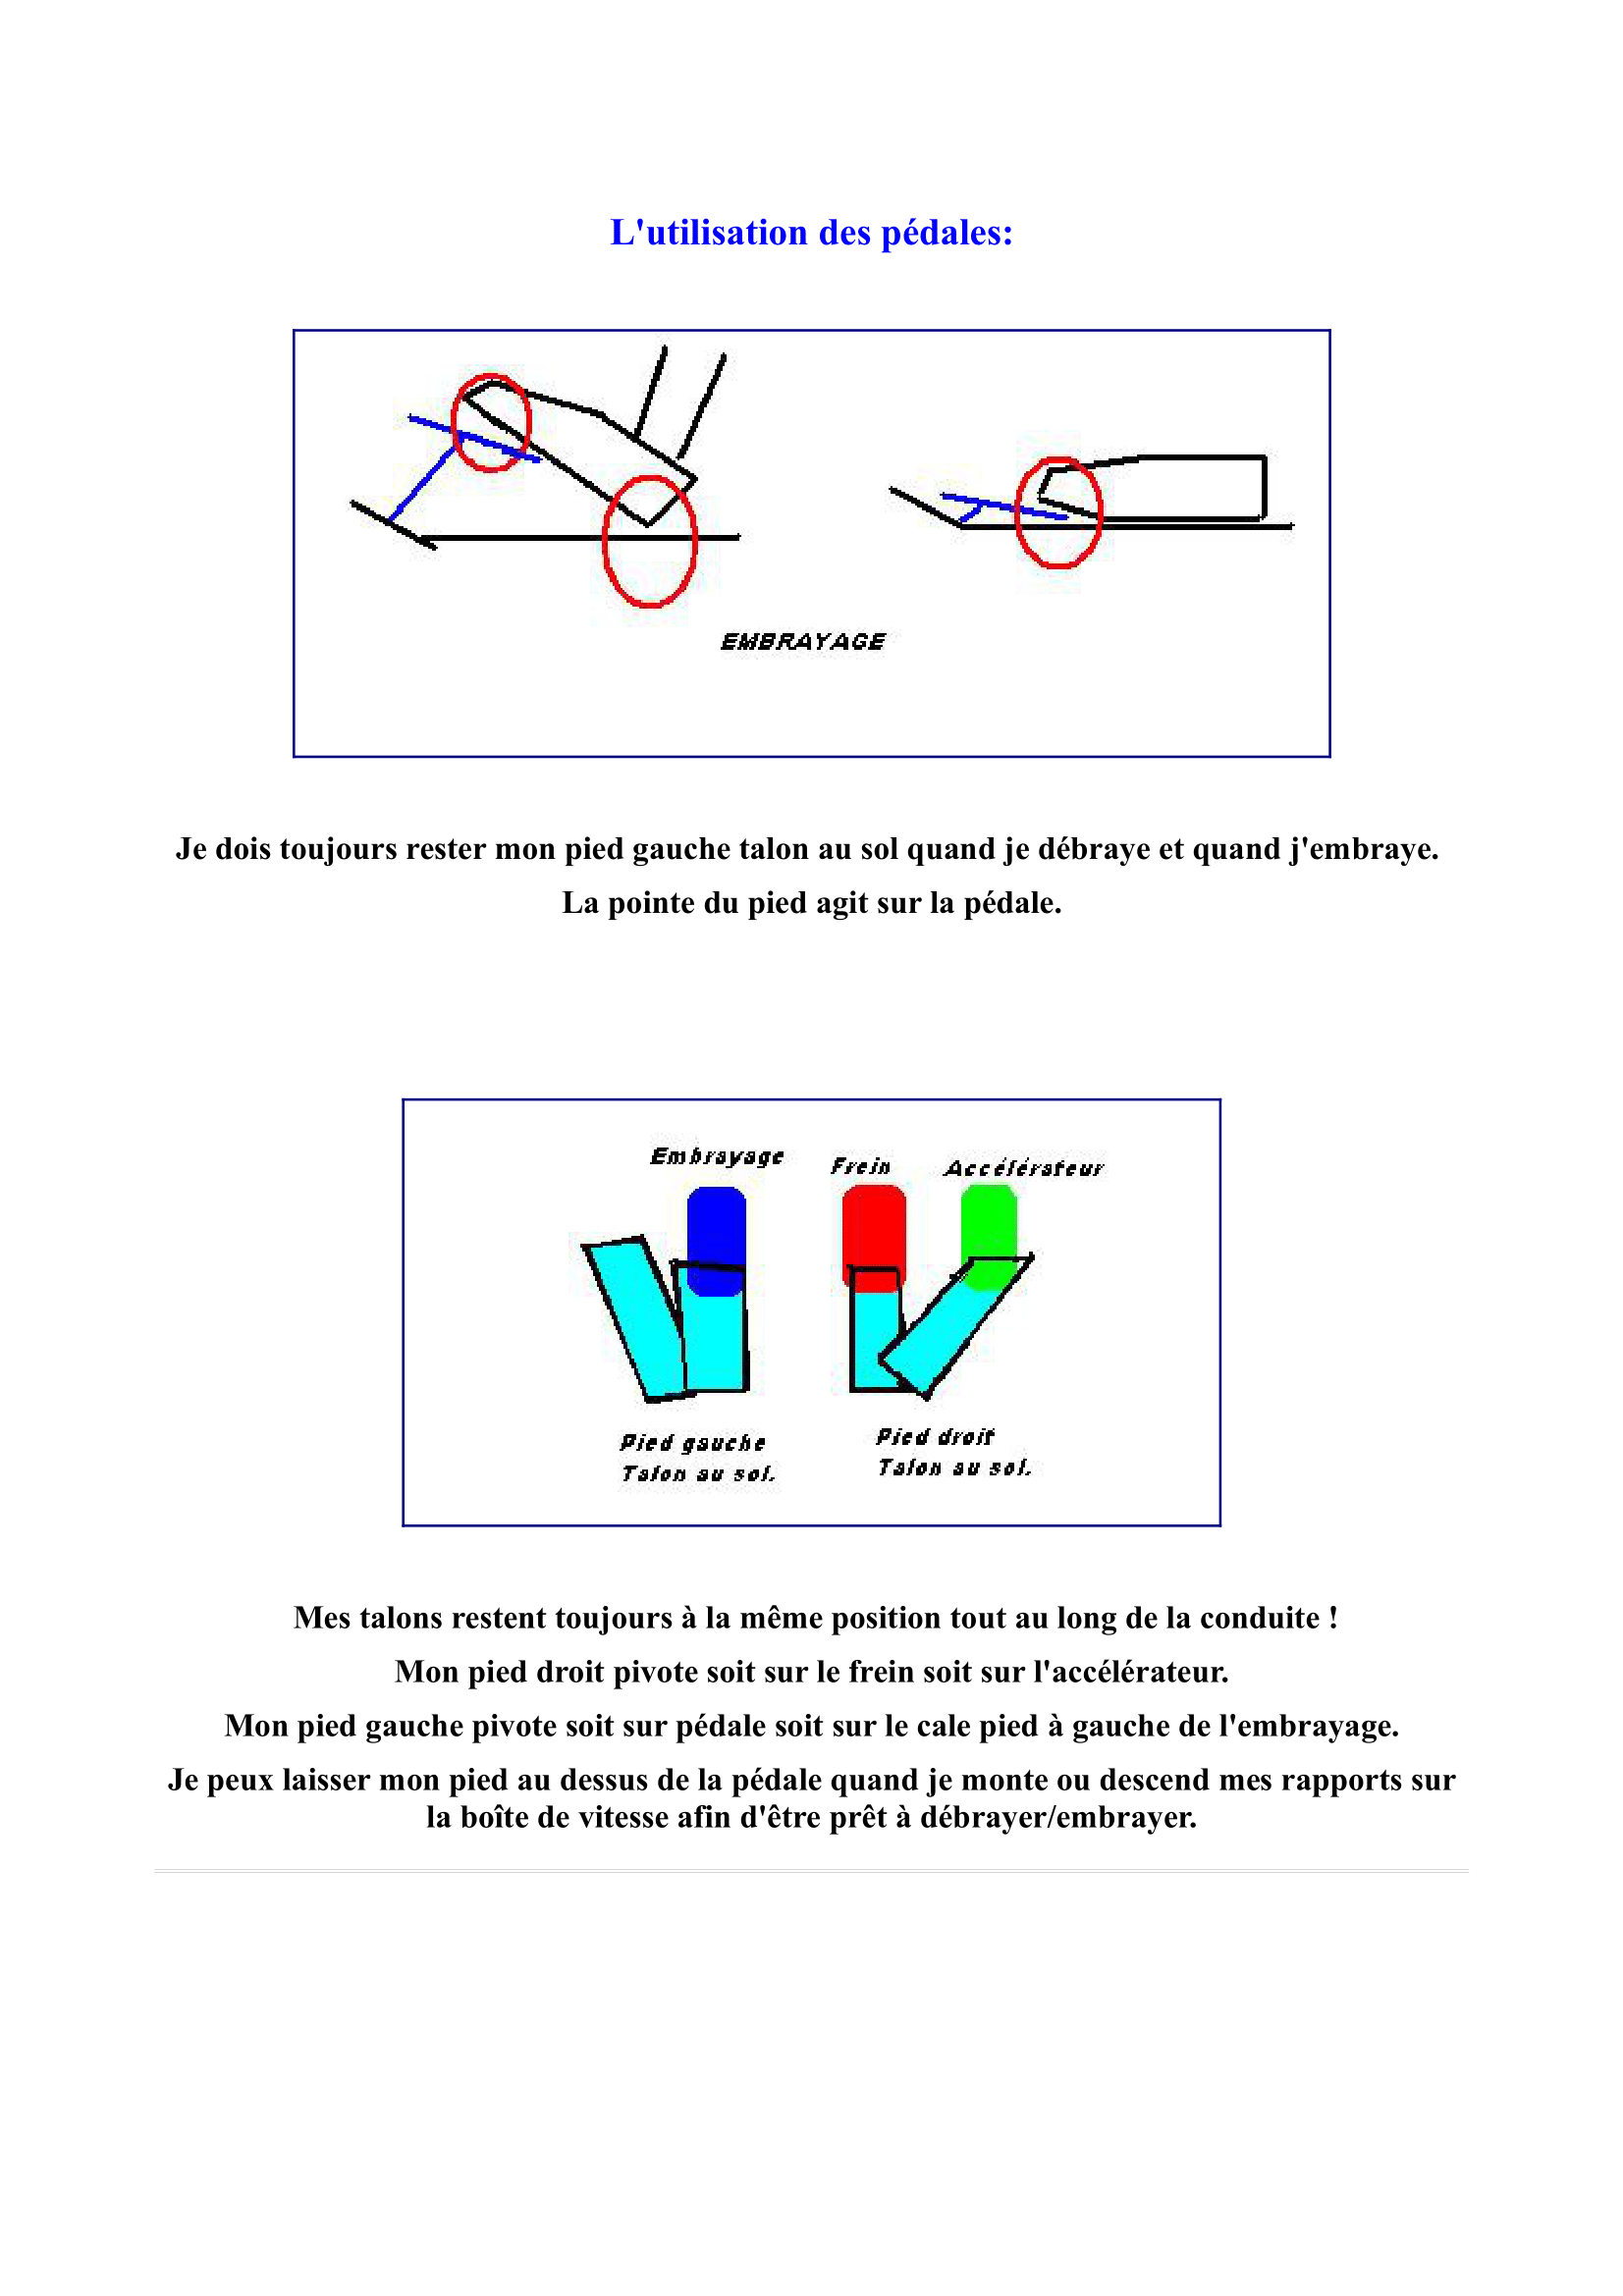 L'utilisation des pédales:
EMBRAYAGE
Je dois toujours rester mon pied gauche talon au sol quand je débraye et quand j'embraye.
La pointe du pied agit sur la pédale.
Embrayage
Frein
Accélérateur
Pied gauche
Talon au sol.
Pied droit
Talon au sol.
Mes talons restent toujours à la même position tout au long de la conduite !
Mon pied droit pivote soit sur le frein soit sur l'accélérateur.
Mon pied gauche pivote soit sur pédale soit sur le cale pied à gauche de l'embrayage.
Je peux laisser mon pied au dessus de la pédale quand je monte ou descend mes rapports sur
la boîte de vitesse afin d'être prêt à débrayer/embrayer.